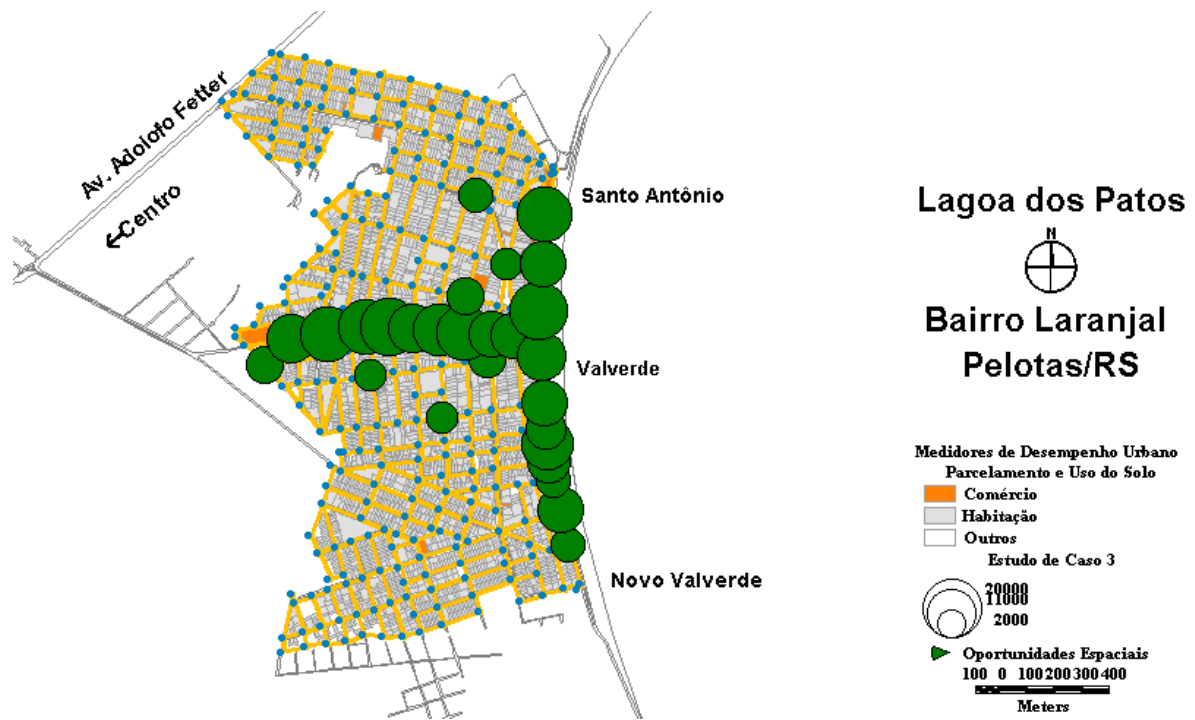 Av. Adolofo Fetter
←Centro
Santo Antônio
Valverde
Novo Valverde
Lagoa dos Patos
N
Bairro Laranjal
Pelotas/RS
Medidores de Desempenho Urbano
Parcelamento e Uso do Solo
Comércio
Habitação
Outros
Estudo de Caso 3
20000
11000
2000
Oportunidades Espaciais
100 0 100 200 300 400
Meters